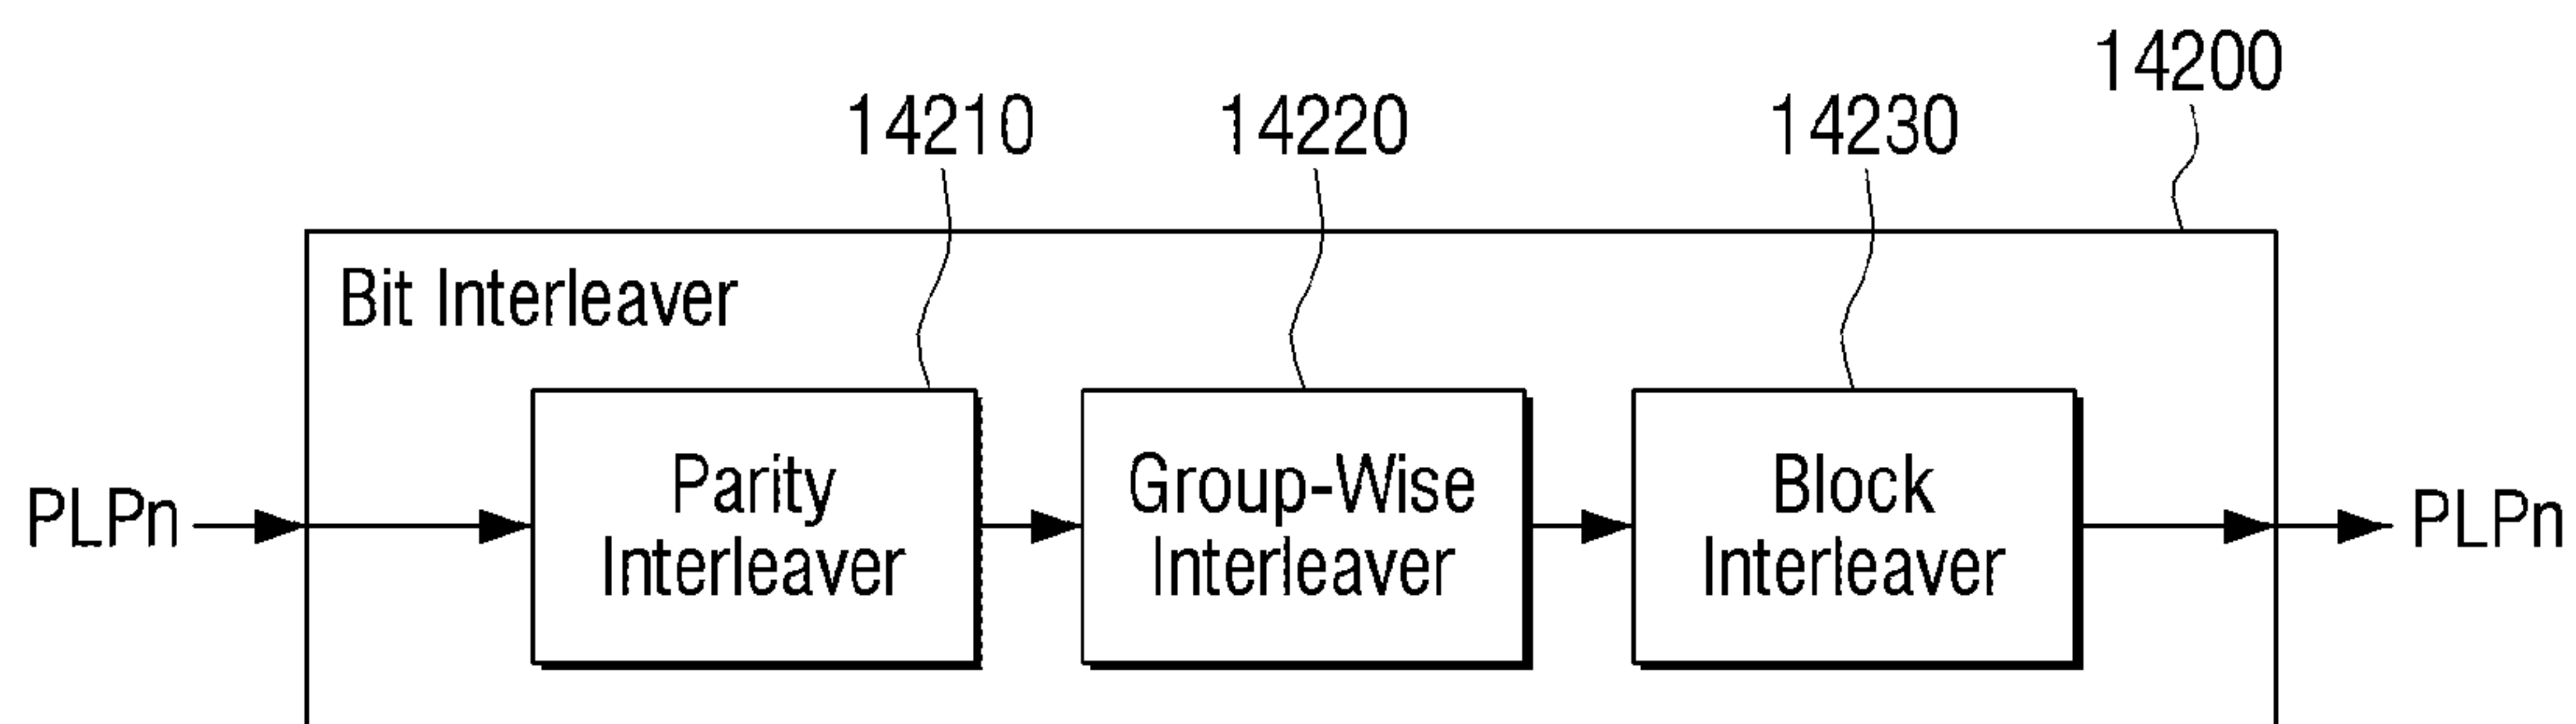 14200
14210 14220 14230
Bit Interleaver
PLPn
Parity
Interleaver
Group-Wise
Interleaver
Block
Interleaver
PLPn